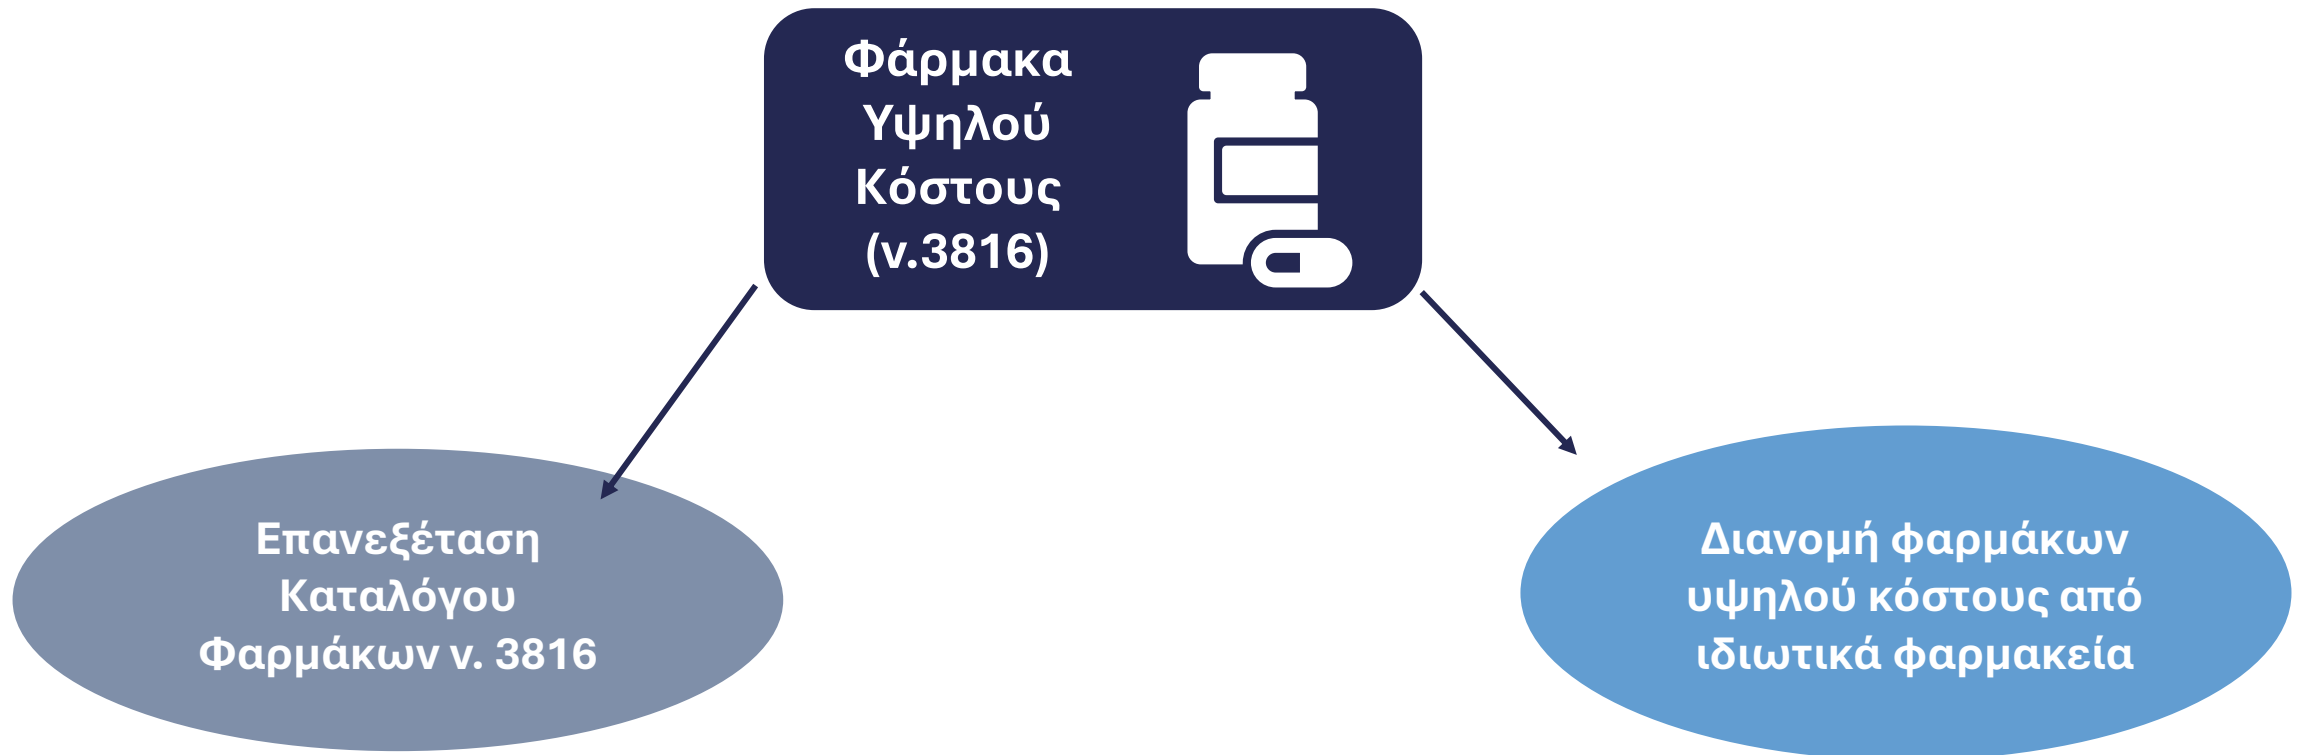 Φάρμακα
Υψηλού
Κόστους
(ν.3816)
Επανεξέταση
Καταλόγου
Φαρμάκων ν. 3816
Διανομή φαρμάκων
υψηλού κόστους από
ιδιωτικά φαρμακεία